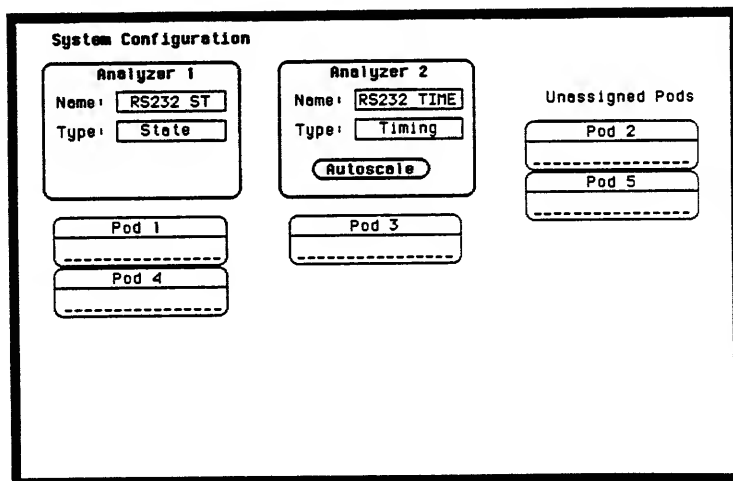 System Configuration
Analyzer 1
Name: RS232 ST
Type: State
Analyzer 2
Name: RS232 TIME
Type: Timing
Autoscale
Unassigned Pods
Pod 2
Pod 5
Pod 1
Pod 4
Pod 3